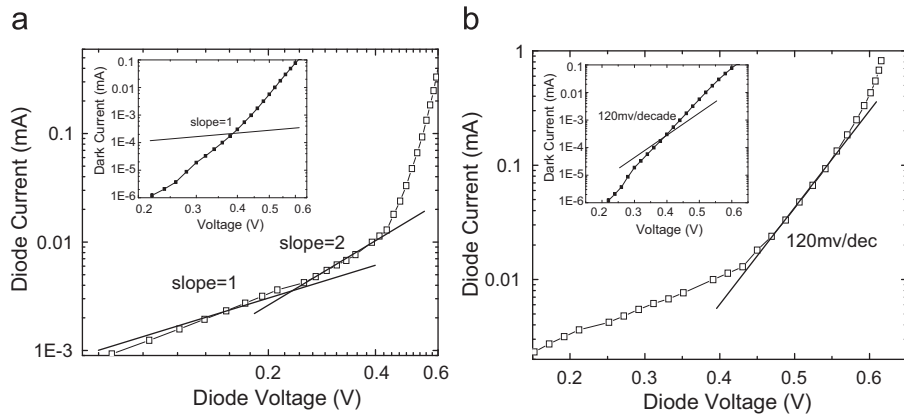 a
Diode Current (mA)
0.1
0.01
1E-3
0.2
0.4
0.6
Diode Voltage (V)
slope=1
slope=2
Dark Current (mA)
0.1
0.01
1E-3
1E-4
1E-5
1E-6
0.2
0.3
0.4
0.5
0.6
Voltage (V)
slope=1
b
Diode Current (mA)
1
0.1
0.01
0.2
0.3
0.4
0.5
0.6
Diode Voltage (V)
120mv/dec
Dark Current (mA)
0.1
0.01
1E-3
1E-4
1E-5
1E-6
0.2
0.3
0.4
0.5
0.6
Voltage (V)
120mv/decade